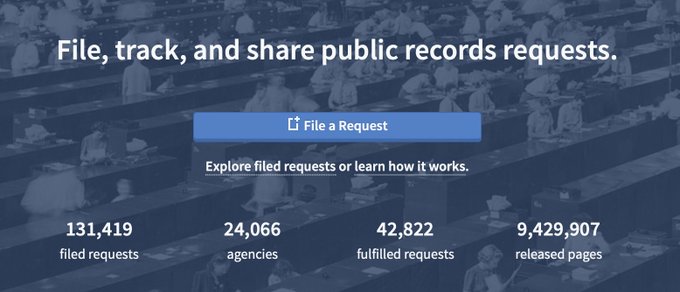 File, track, and share public records requests.
File a Request
Explore filed requests or learn how it works.
131,419 24,066 42,822 9,429,907
filed requests agencies fulfilled requests released pages